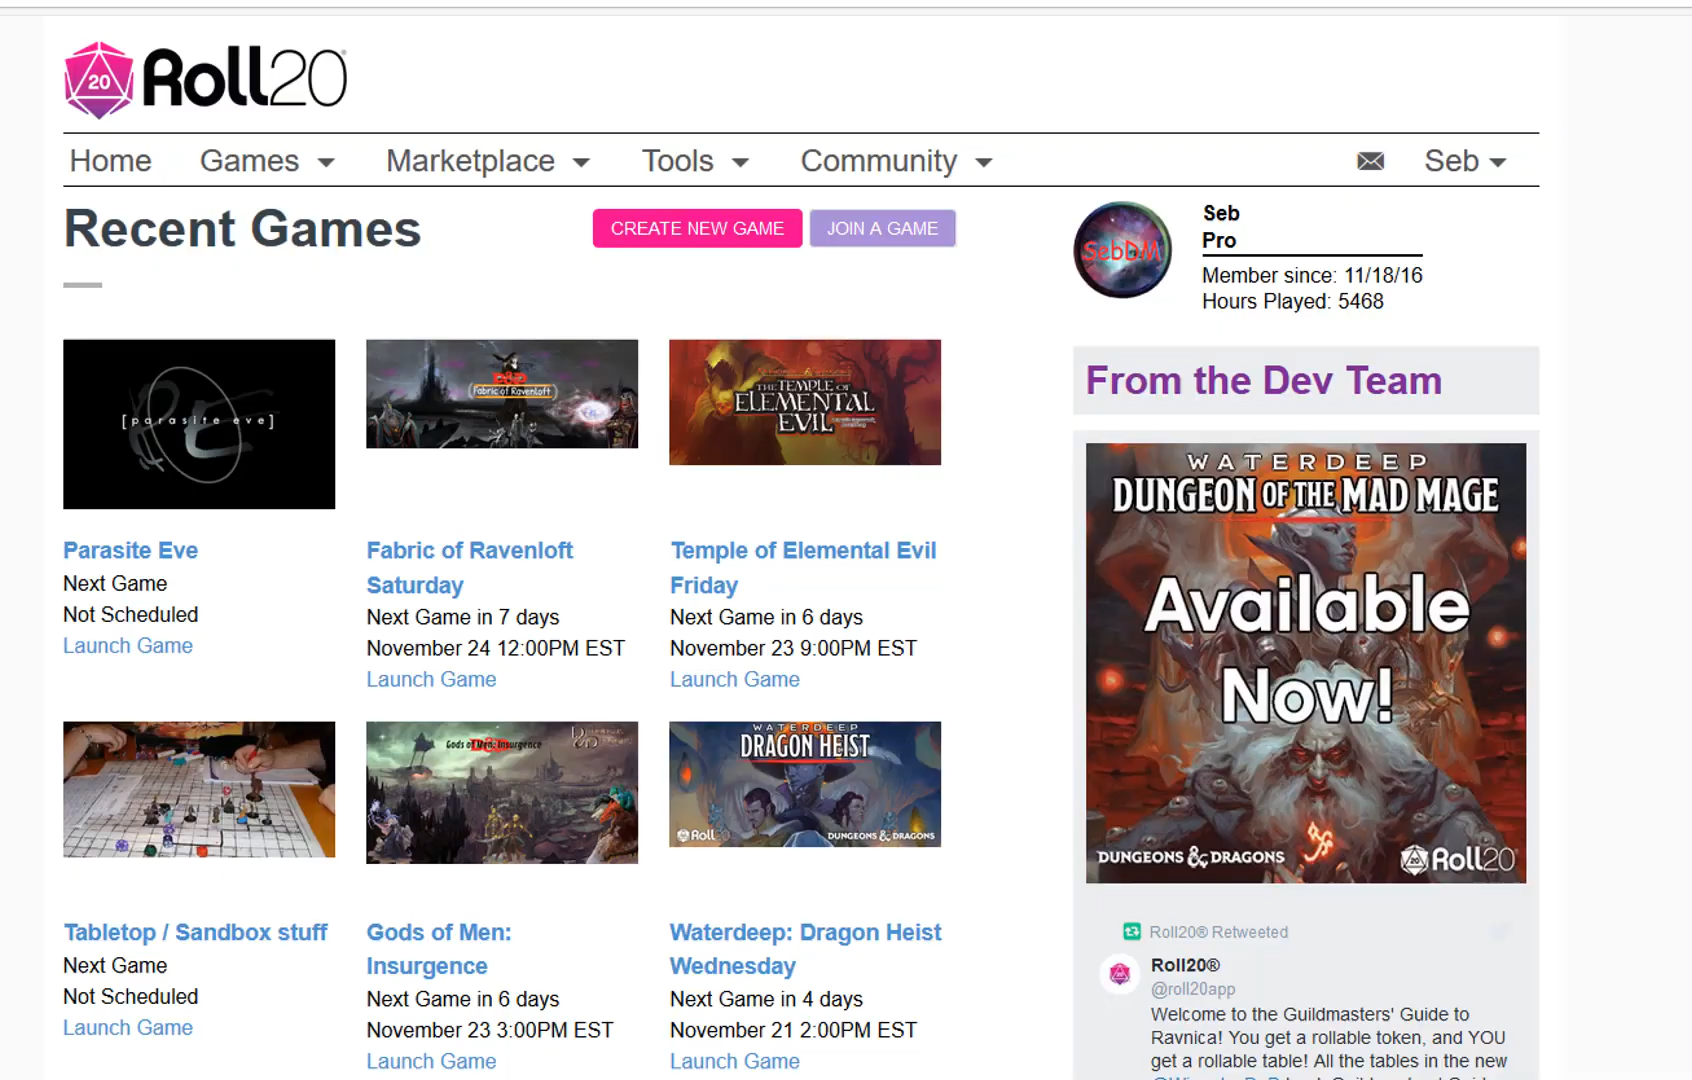 20 Roll20
Home Games Marketplace Tools Community Seb
Recent Games
CREATE NEW GAME JOIN A GAME
SebDM
Seb
Pro
Member since: 11/18/16
Hours Played: 5468
[parasite eve]
D&D
Fabric of Ravenloft
THE TEMPLE OF
ELEMENTAL
EVIL
Parasite Eve
Next Game
Not Scheduled
Launch Game
Fabric of Ravenloft
Saturday
Next Game in 7 days
November 24 12:00PM EST
Launch Game
Temple of Elemental Evil
Friday
Next Game in 6 days
November 23 9:00PM EST
Launch Game
Gods of Men: Insurgence
WATERDEEP
DRAGON HEIST
Roll20 DUNGEONS & DRAGONS
Tabletop / Sandbox stuff
Next Game
Not Scheduled
Launch Game
Gods of Men:
Insurgence
Next Game in 6 days
November 23 3:00PM EST
Launch Game
Waterdeep: Dragon Heist
Wednesday
Next Game in 4 days
November 21 2:00PM EST
Launch Game
From the Dev Team
WATERDEEP
DUNGEON OF THE MAD MAGE
Available
Now!
DUNGEONS & DRAGONS 20 Roll20
Roll20® Retweeted
Roll20®
@roll20app
Welcome to the Guildmasters' Guide to
Ravnica! You get a rollable token, and YOU
get a rollable table! All the tables in the new